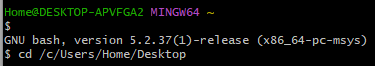 Home@DESKTOP-APVFGA2 MINGW64 ~
$
GNU bash, version 5.2.37(1)-release (x86_64-pc-msys)
$ cd /c/Users/Home/Desktop